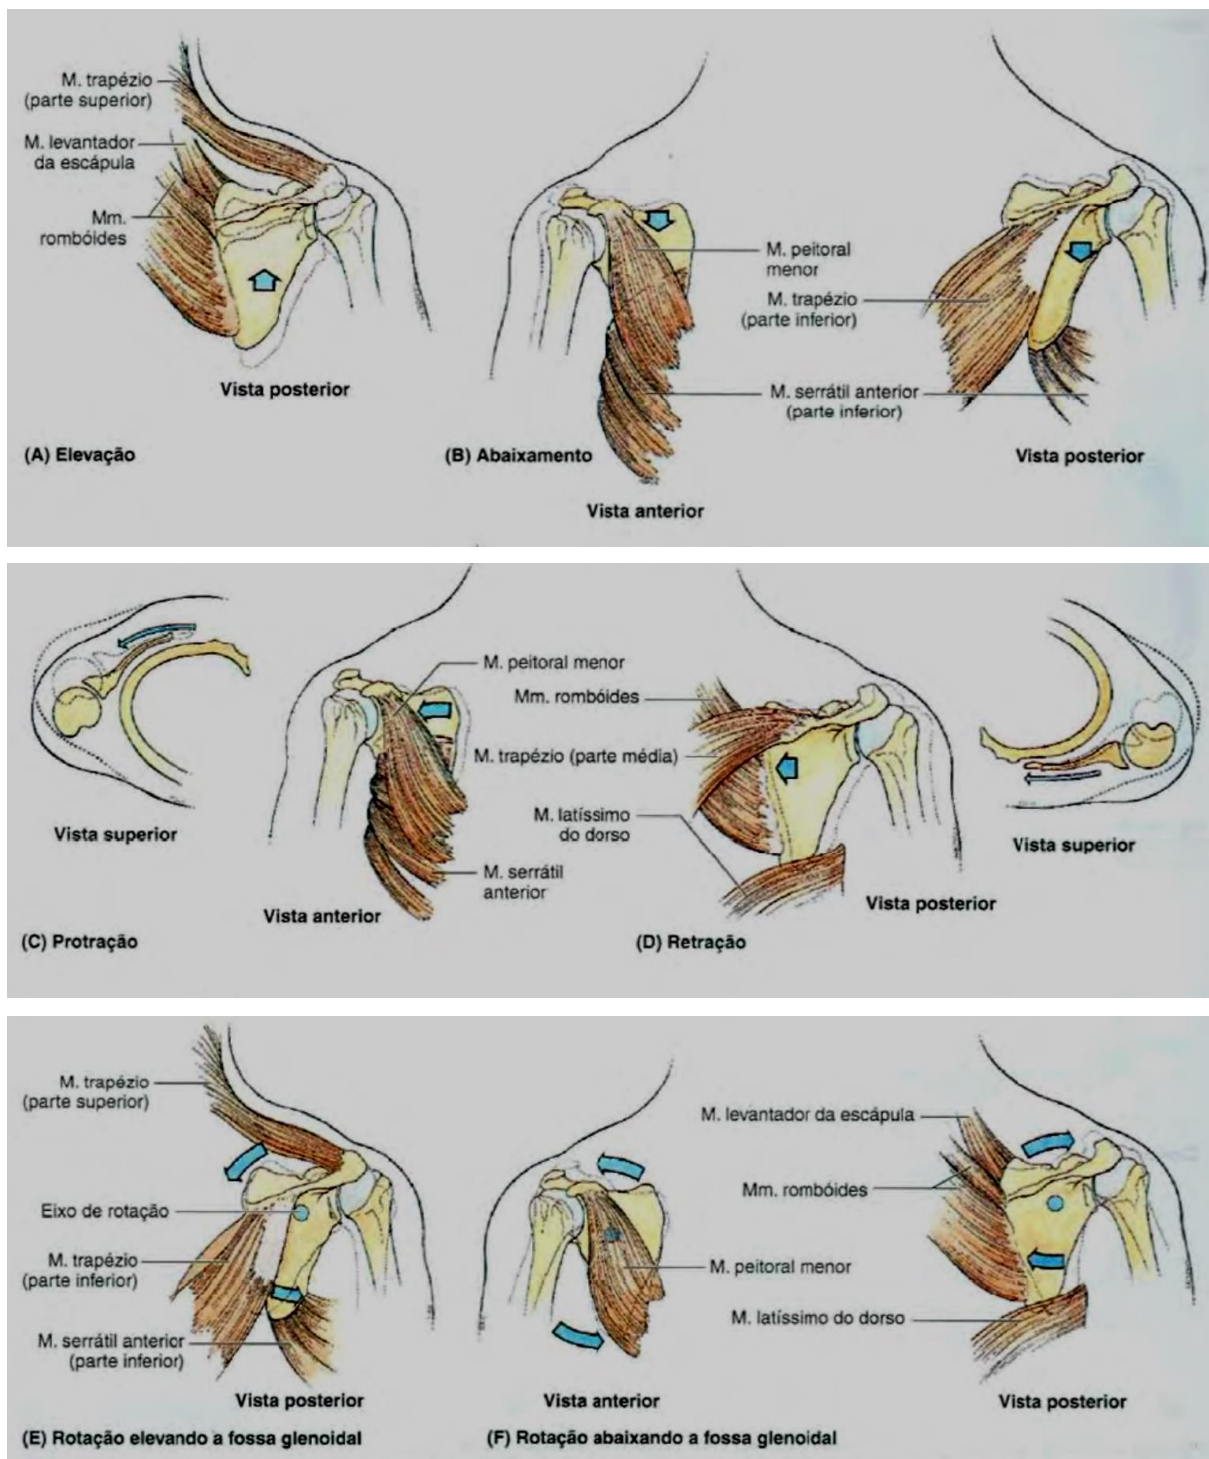 M. trapézio
(parte superior)
M. levantador
da escápula
Mm.
rombóides
Vista posterior
(A) Elevação
M. peitoral
menor
M. trapézio
(parte inferior)
M. serrátil anterior
(parte inferior)
(B) Abaixamento
Vista anterior
Vista posterior
Vista superior
M. peitoral menor
M. serrátil
anterior
Vista anterior
(C) Protração
Mm. rombóides
M. trapézio (parte média)
M. latíssimo
do dorso
Vista posterior
Vista superior
(D) Retração
M. trapézio
(parte superior)
Eixo de rotação
M. trapézio
(parte inferior)
M. serrátil anterior
(parte inferior)
Vista posterior
(E) Rotação elevando a fossa glenoidal
M. peitoral menor
Vista anterior
M. levantador da escápula
Mm. rombóides
M. latíssimo do dorso
Vista posterior
(F) Rotação abaixando a fossa glenoidal